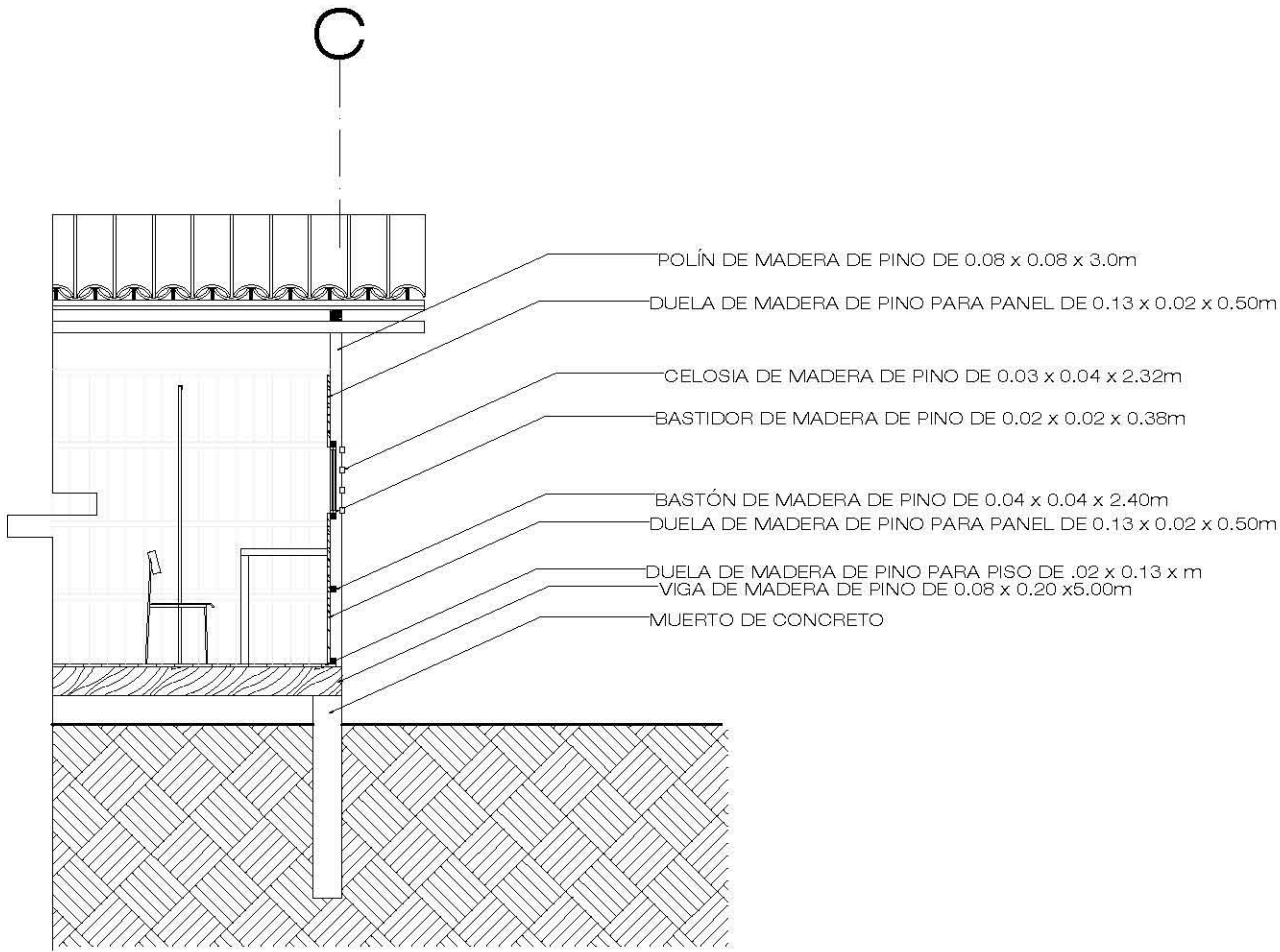 C
POLÍN DE MADERA DE PINO DE 0.08 x 0.08 x 3.0m
DUELA DE MADERA DE PINO PARA PANEL DE 0.13 x 0.02 x 0.50m
CELOSIA DE MADERA DE PINO DE 0.03 x 0.04 x 2.32m
BASTIDOR DE MADERA DE PINO DE 0.02 x 0.02 x 0.38m
BASTÓN DE MADERA DE PINO DE 0.04 x 0.04 x 2.40m
DUELA DE MADERA DE PINO PARA PANEL DE 0.13 x 0.02 x 0.50m
DUELA DE MADERA DE PINO PARA PISO DE .02 x 0.13 x m
VIGA DE MADERA DE PINO DE 0.08 x 0.20 x5.00m
MUERTO DE CONCRETO